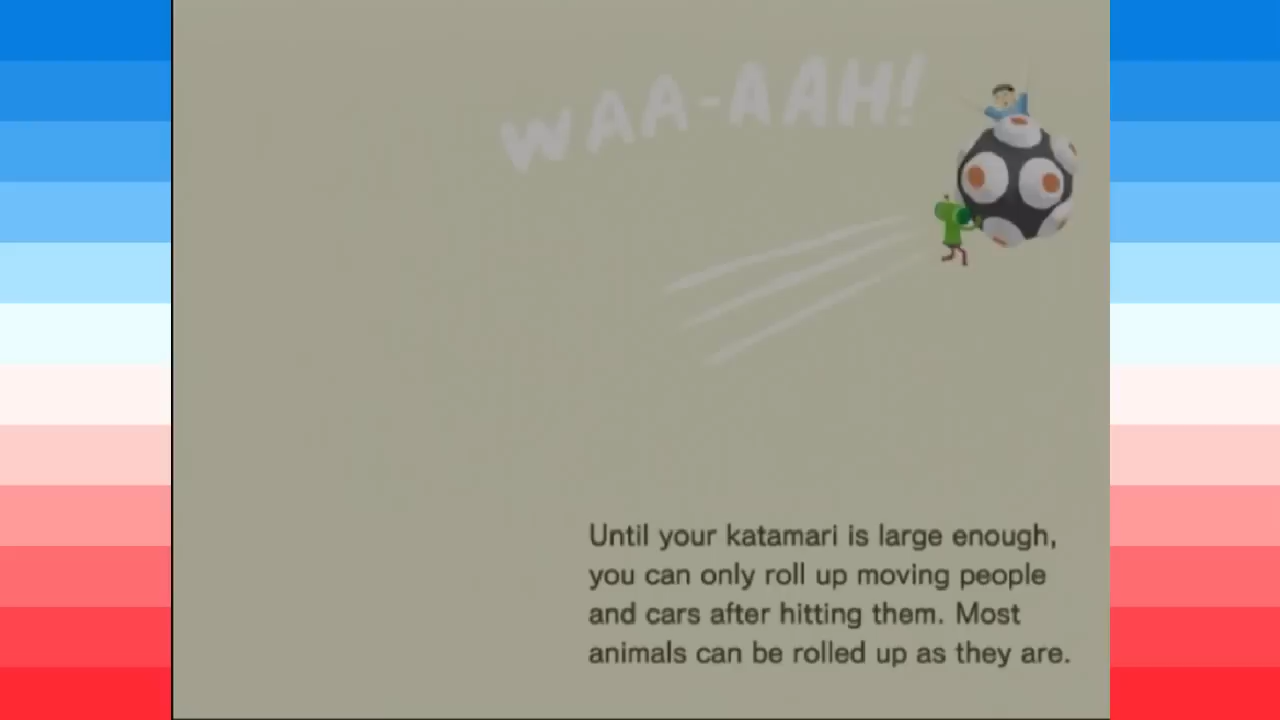 WAA-AAH!
Until your katamari is large enough,
you can only roll up moving people
and cars after hitting them. Most
animals can be rolled up as they are.